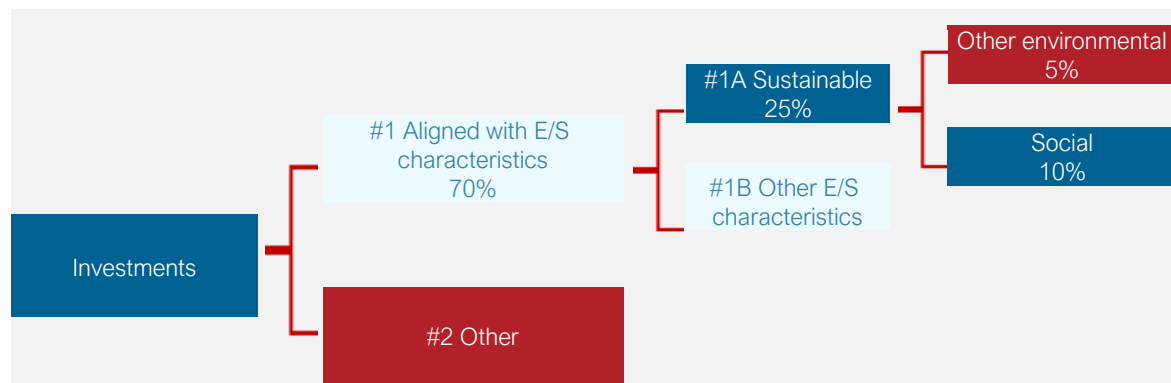 Other environmental
5%
#1A Sustainable
25%
#1 Aligned with E/S
characteristics
70%
Social
10%
#1B Other E/S
characteristics
Investments
#2 Other